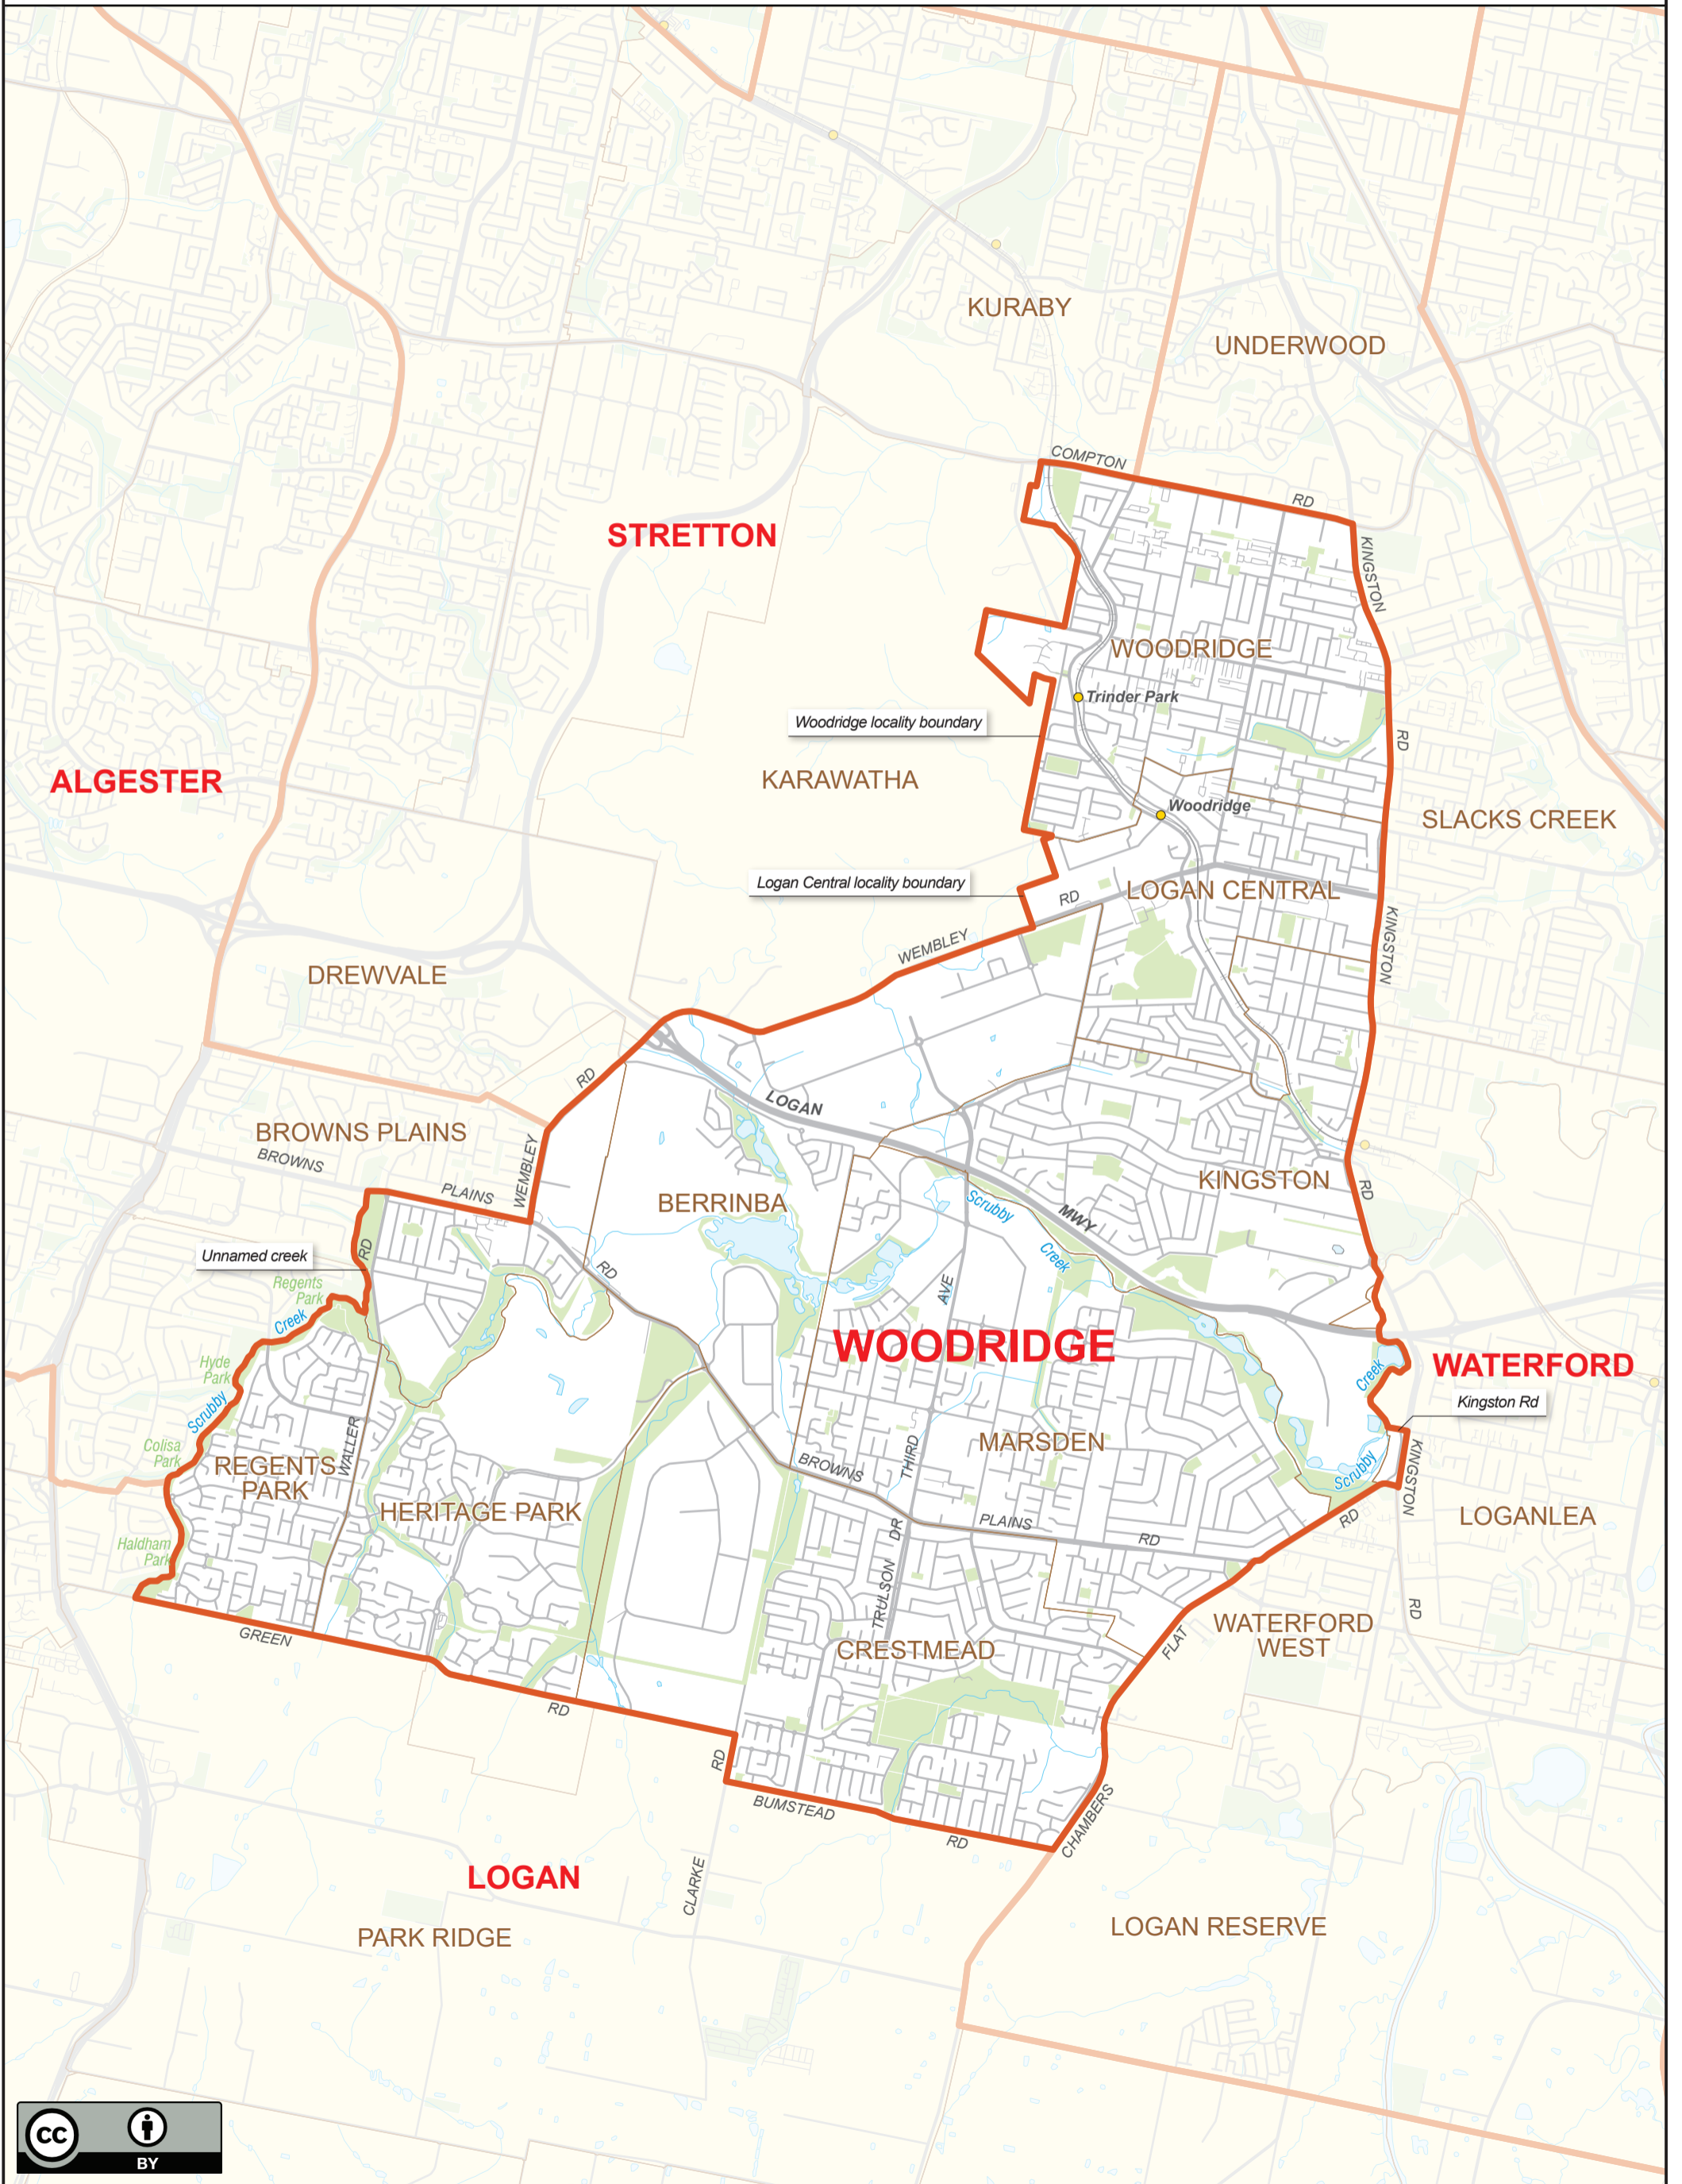 KURABY
UNDERWOOD
COMPTON
RD
STRETTON
KINGSTON
WOODRIDGE
Trinder Park
Woodridge locality boundary
RD
ALGESTER
KARAWATHA
Woodridge
SLACKS CREEK
Logan Central locality boundary
LOGAN CENTRAL
RD
WEMBLEY
KINGSTON
DREWVALE
RD
LOGAN
BROWNS PLAINS
BROWNS
WEMBLEY
PLAINS
KINGSTON
RD
BERRINBA
Scrubby
MWY
Unnamed creek
RD
Creek
RD
Regents
Park
AVE
Creek
WOODRIDGE
WATERFORD
Hyde
Park
Creek
Scrubby
Kingston Rd
WALLER
Colisa
Park
THIRD
MARSDEN
REGENTS
PARK
BROWNS
Scrubby
KINGSTON
HERITAGE PARK
LOGANLEA
PLAINS
RD
RD
DR
Haldham
Park
TRULSON
RD
WATERFORD
WEST
GREEN
FLAT
CRESTMEAD
RD
RD
BUMSTEAD
RD
CHAMBERS
LOGAN
CLARKE
PARK RIDGE
LOGAN RESERVE
CC
BY